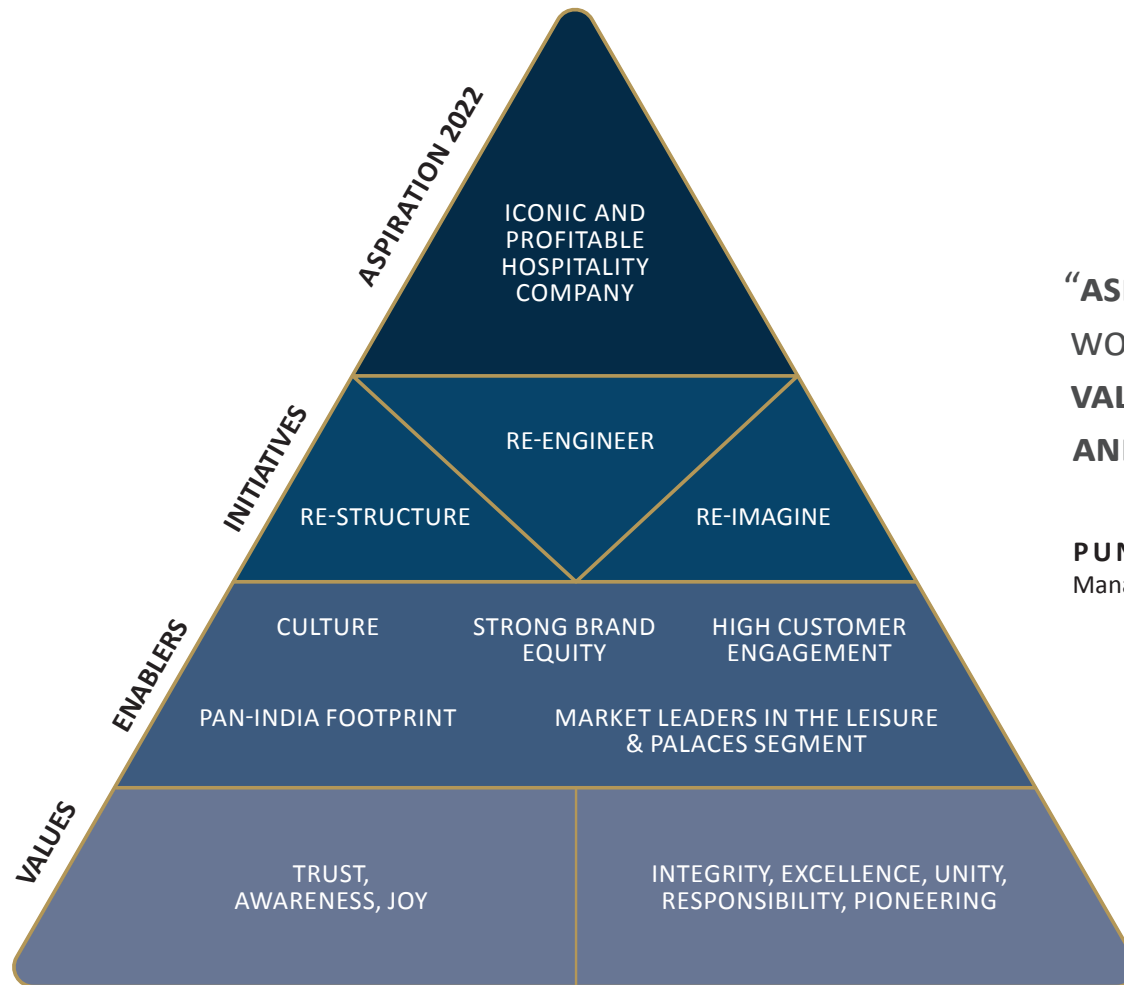 ASPIRATION 2022
ICONIC AND
PROFITABLE
HOSPITALITY
COMPANY
INITIATIVES
RE-ENGINEER
RE-STRUCTURE
RE-IMAGINE
ENABLERS
CULTURE
STRONG BRAND
EQUITY
HIGH CUSTOMER
ENGAGEMENT
PAN-INDIA FOOTPRINT
MARKET LEADERS IN THE LEISURE
& PALACES SEGMENT
VALUES
TRUST,
AWARENESS, JOY
INTEGRITY, EXCELLENCE, UNITY,
RESPONSIBILITY, PIONEERING